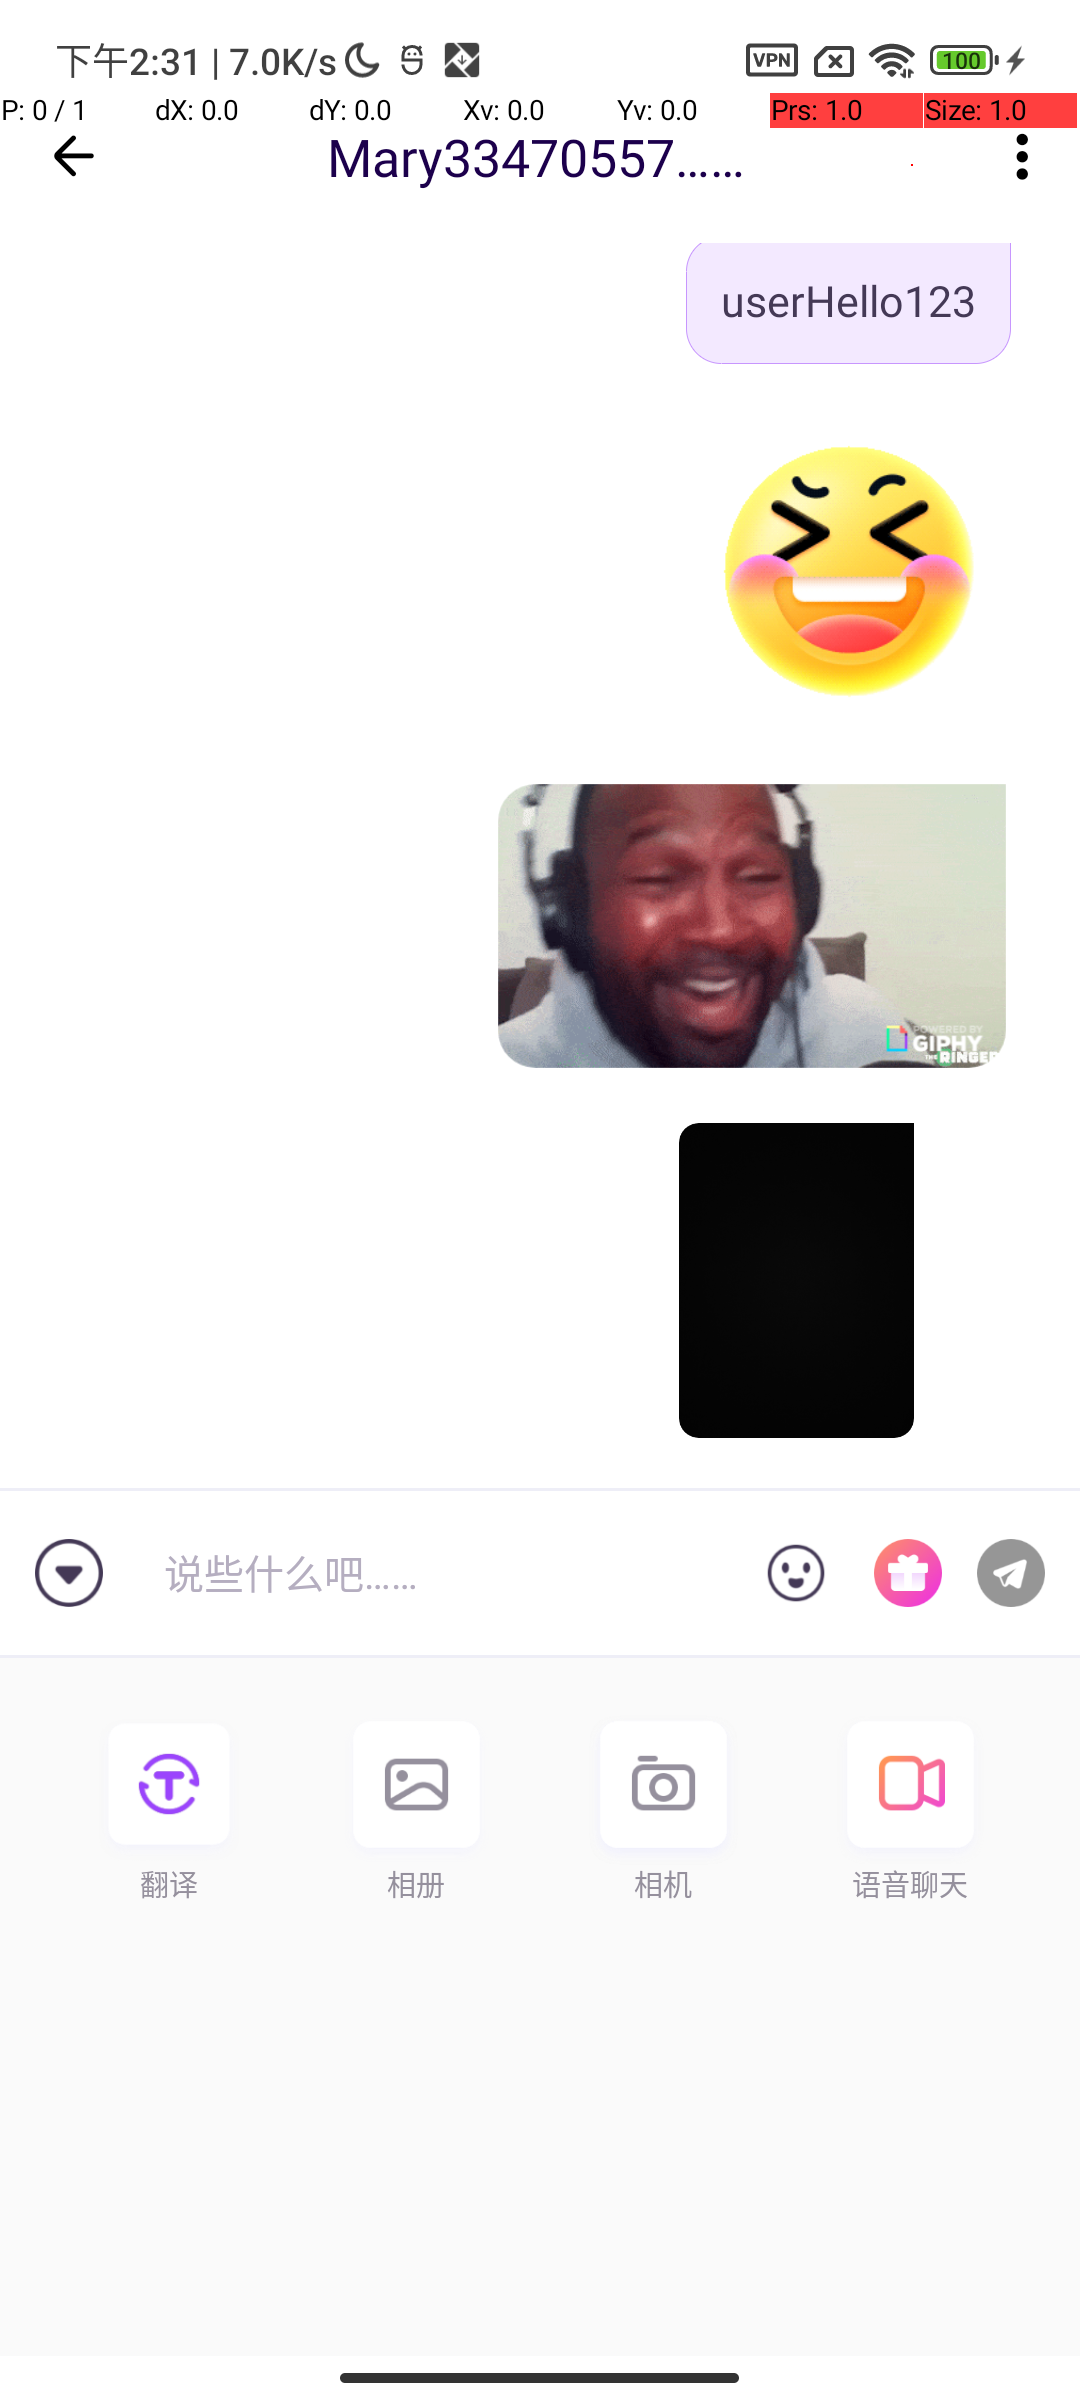 下午2:31 | 7.0K/s
VPN
100
P: 0 / 1 dX: 0.0 dY: 0.0 Xv: 0.0 Yv: 0.0 Prs: 1.0 Size: 1.0
Mary33470557......
userHello123
POWERED BY
GIPHY
THE RINGER
说些什么吧......
翻译 相册 相机 语音聊天